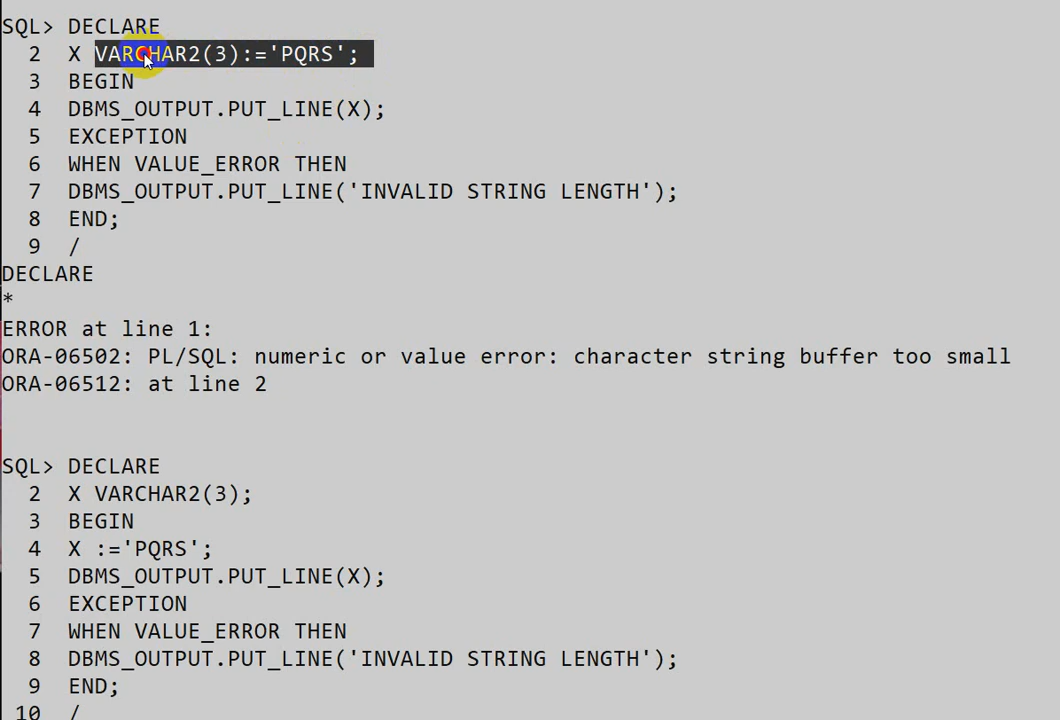 SQL> DECLARE
2 X VARCHAR2(3):='PQRS';
3 BEGIN
4 DBMS_OUTPUT.PUT_LINE(X);
5 EXCEPTION
6 WHEN VALUE_ERROR THEN
7 DBMS_OUTPUT.PUT_LINE('INVALID STRING LENGTH');
8 END;
9 /
DECLARE
*
ERROR at line 1:
ORA-06502: PL/SQL: numeric or value error: character string buffer too small
ORA-06512: at line 2
SQL> DECLARE
2 X VARCHAR2(3);
3 BEGIN
4 X :='PQRS';
5 DBMS_OUTPUT.PUT_LINE(X);
6 EXCEPTION
7 WHEN VALUE_ERROR THEN
8 DBMS_OUTPUT.PUT_LINE('INVALID STRING LENGTH');
9 END;
10 /